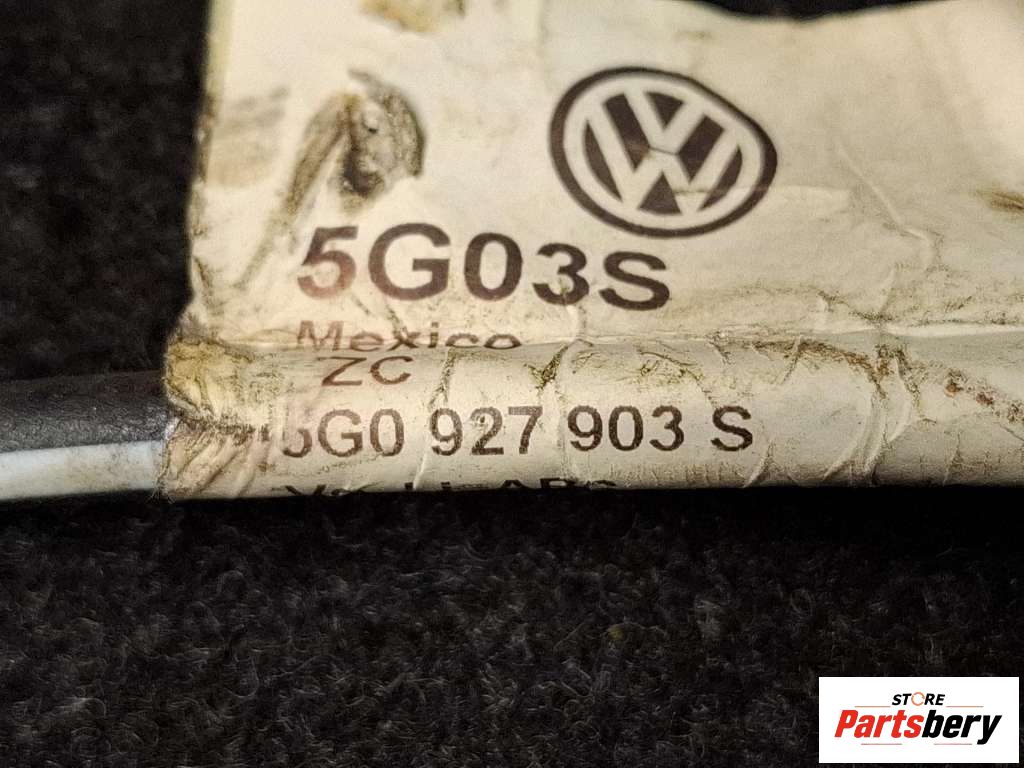 5G03S
Mexico
ZC
5G0 927 903 S
STORE
Partsbery